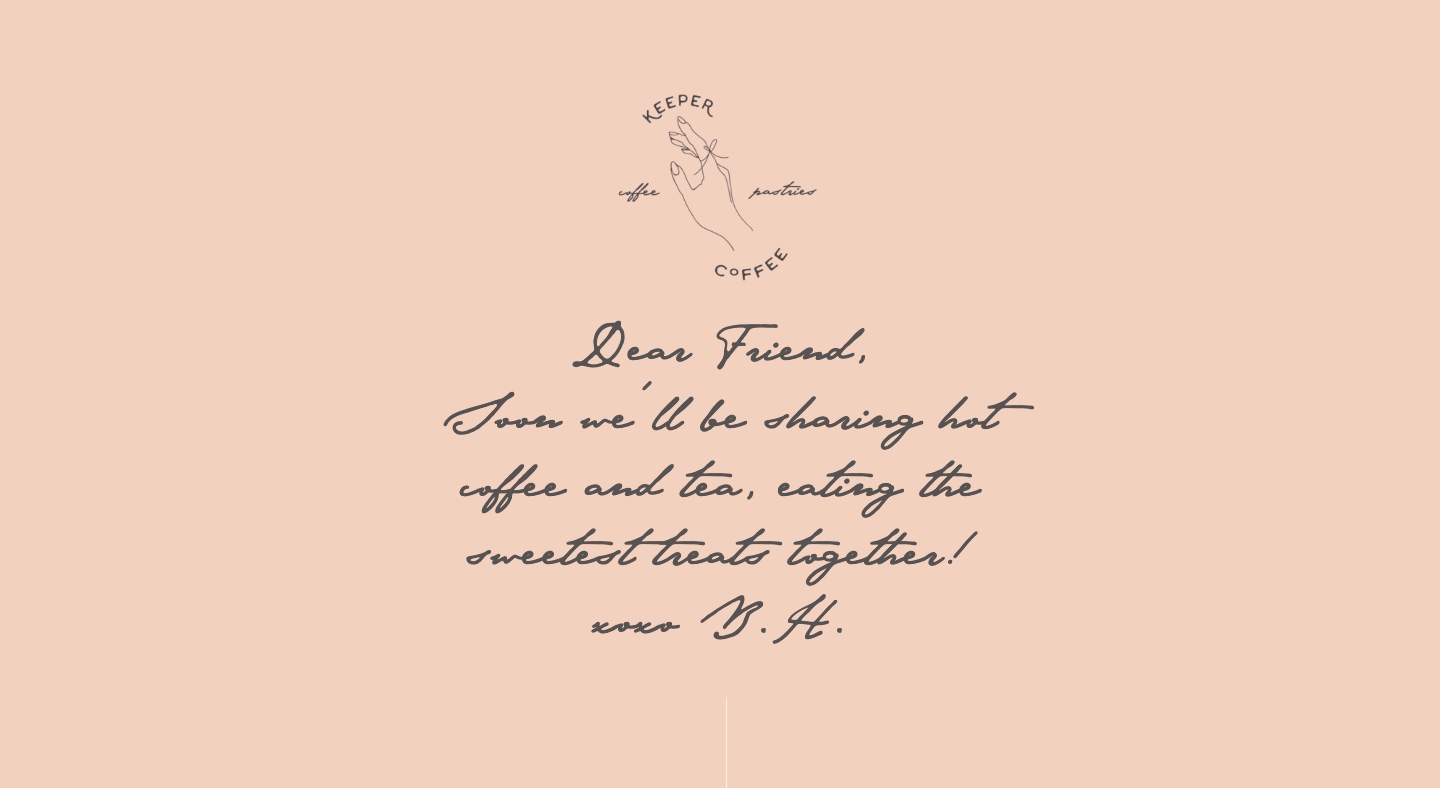 KEEPER
coffee
pastries
COFFEE
Dear Friend,
Soon we'll be sharing hot
coffee and tea, eating the
sweetest treats together!
xoxo B.H.